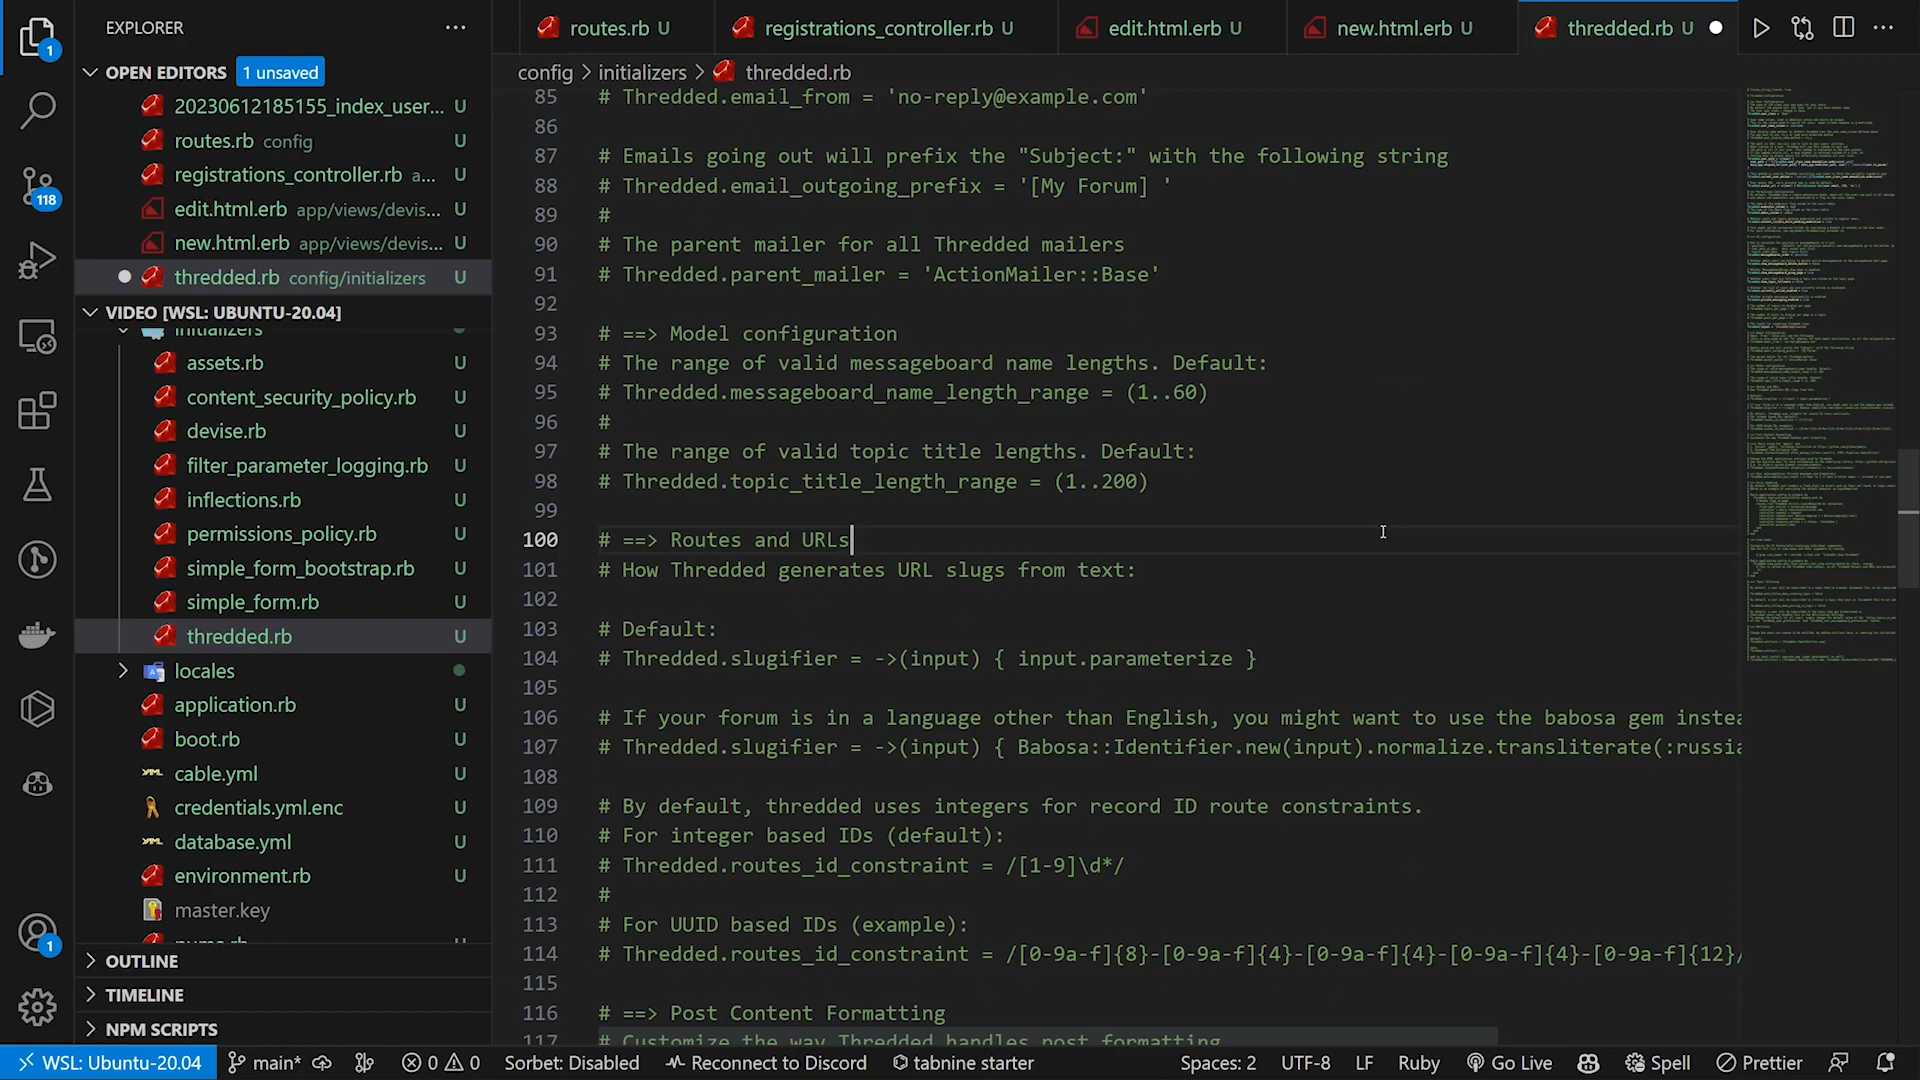 EXPLORER
OPEN EDITORS 1 unsaved
20230612185155_index_user... U
routes.rb config U
registrations_controller.rb a... U
edit.html.erb app/views/devis... U
new.html.erb app/views/devis... U
thredded.rb config/initializers U
VIDEO [WSL: UBUNTU-20.04]
initializers
assets.rb U
content_security_policy.rb U
devise.rb U
filter_parameter_logging.rb U
inflections.rb U
permissions_policy.rb U
simple_form_bootstrap.rb U
simple_form.rb U
thredded.rb U
locales
application.rb U
boot.rb U
cable.yml U
credentials.yml.enc U
database.yml U
environment.rb U
master.key
puma.rb U
OUTLINE
TIMELINE
NPM SCRIPTS
1
118
1
routes.rb U
registrations_controller.rb U
edit.html.erb U
new.html.erb U
thredded.rb U
config > initializers > thredded.rb
85 # Thredded.email_from = 'no-reply@example.com'
86
87 # Emails going out will prefix the "Subject:" with the following string
88 # Thredded.email_outgoing_prefix = '[My Forum] '
89 #
90 # The parent mailer for all Thredded mailers
91 # Thredded.parent_mailer = 'ActionMailer::Base'
92
93 # ==> Model configuration
94 # The range of valid messageboard name lengths. Default:
95 # Thredded.messageboard_name_length_range = (1..60)
96 #
97 # The range of valid topic title lengths. Default:
98 # Thredded.topic_title_length_range = (1..200)
99
100 # ==> Routes and URLs
101 # How Thredded generates URL slugs from text:
102
103 # Default:
104 # Thredded.slugifier = ->(input) { input.parameterize }
105
106 # If your forum is in a language other than English, you might want to use the babosa gem instea
107 # Thredded.slugifier = ->(input) { Babosa::Identifier.new(input).normalize.transliterate(:russia
108
109 # By default, thredded uses integers for record ID route constraints.
110 # For integer based IDs (default):
111 # Thredded.routes_id_constraint = /[1-9]\d*/
112 #
113 # For UUID based IDs (example):
114 # Thredded.routes_id_constraint = /[0-9a-f]{8}-[0-9a-f]{4}-[0-9a-f]{4}-[0-9a-f]{4}-[0-9a-f]{12}/
115
116 # ==> Post Content Formatting
117 # Customize the way Thredded handles post formatting.
WSL: Ubuntu-20.04 main* 0 0 Sorbet: Disabled Reconnect to Discord tabnine starter Spaces: 2 UTF-8 LF Ruby Go Live Spell Prettier